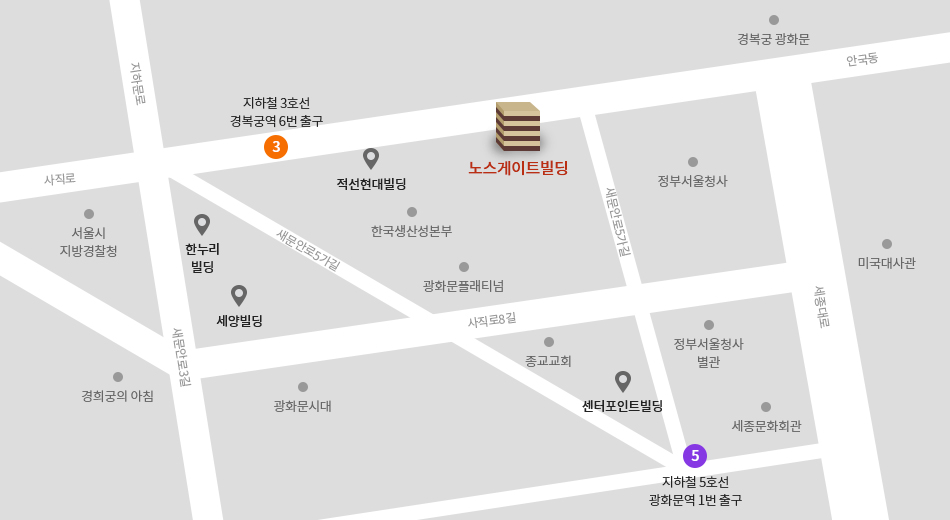 경복궁 광화문
안국동
지하문로
지하철 3호선
경복궁역 6번 출구
3
노스게이트빌딩
적선현대빌딩
사직로
정부서울청사
새문안로5가길
서울시
지방경찰청
한누리
빌딩
한국생산성본부
새문안로5가길
미국대사관
광화문플래티넘
세양빌딩
사직로8길
세종대로
새문안로3길
정부서울청사
별관
종교교회
경희궁의 아침
광화문시대
센터포인트빌딩
세종문화회관
5
지하철 5호선
광화문역 1번 출구